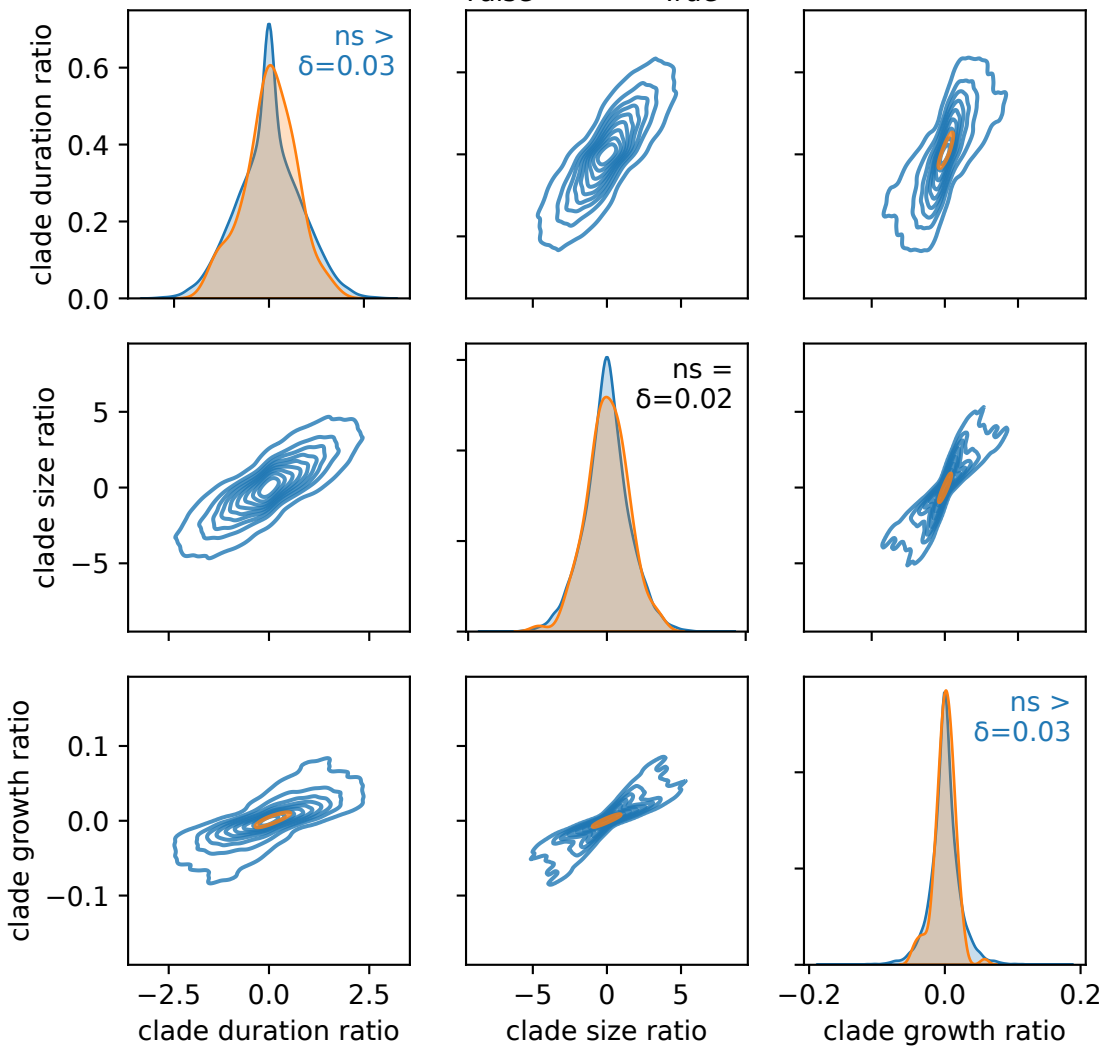 True
ns >
δ=0.03
clade duration ratio
0.6
0.4
0.2
0.0
ns =
δ=0.02
clade size ratio
5
0
−5
ns >
δ=0.03
clade growth ratio
0.1
0.0
−0.1
−2.5 0.0 2.5
−5 0 5
−0.2 0.0 0.2
clade duration ratio
clade size ratio
clade growth ratio